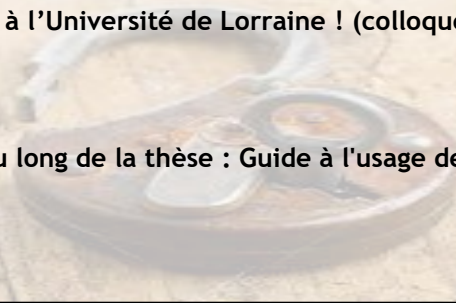 à l’Université de Lorraine ! (colloque
u long de la thèse : Guide à l'usage de